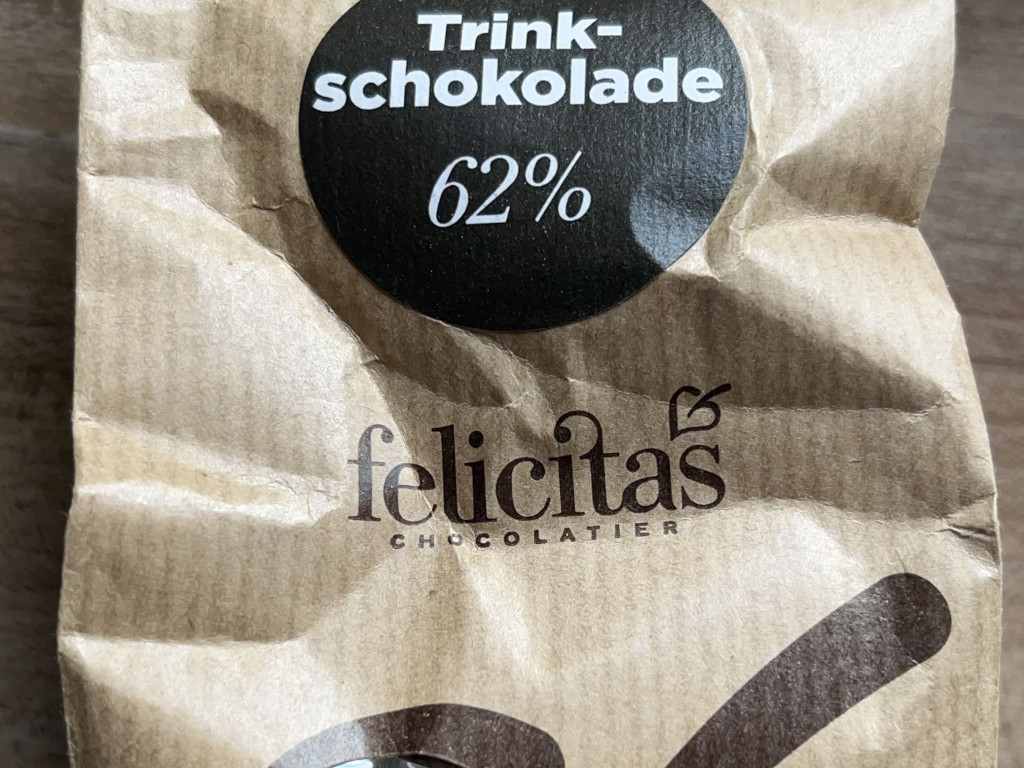 Trink-
schokolade
62%
felicitas
CHOCOLATIER